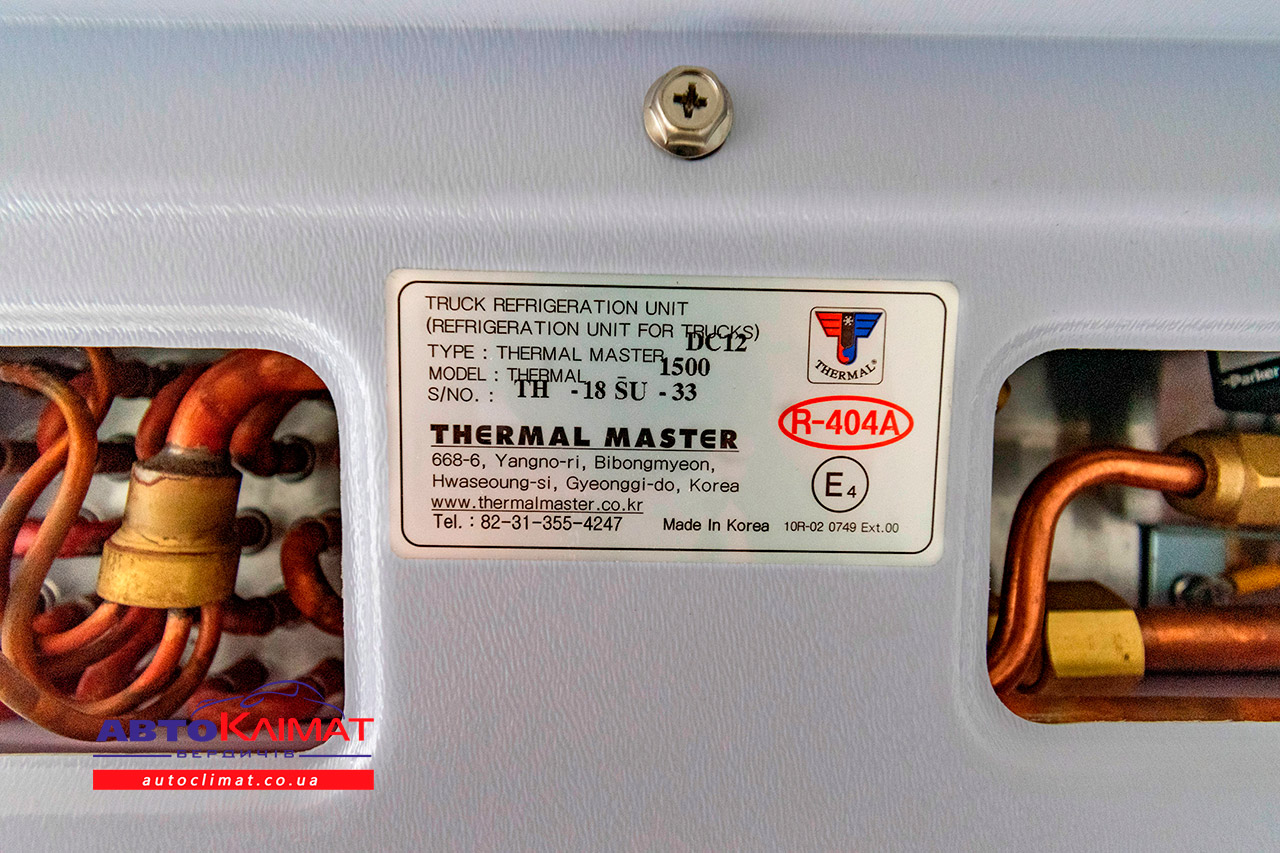 TRUCK REFRIGERATION UNIT
(REFRIGERATION UNIT FOR TRUCKS)
TYPE : THERMAL MASTER DC12
MODEL : THERMAL 1500
S/NO. : TH -18 SU - 33
THERMAL®
R-404A
THERMAL MASTER
668-6, Yangno-ri, Bibongmyeon,
Hwaseoung-si, Gyeonggi-do, Korea
www.thermalmaster.co.kr
E4
Tel. : 82-31-355-4247 Made In Korea 10R-02 0749 Ext.00
Parker
АВТОКЛІМАТ
БЕРДИЧІВ
autoclimat.co.ua